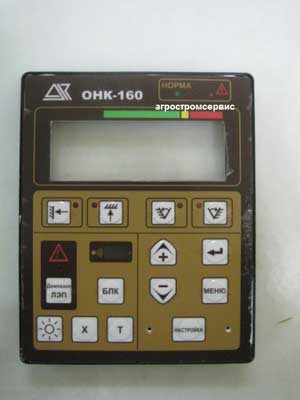 ОНК-160
НОРМА
агростромсервис
Диапазон
ЛЭП
БЛК
МЕНЮ
X
T
НАСТРОЙКА